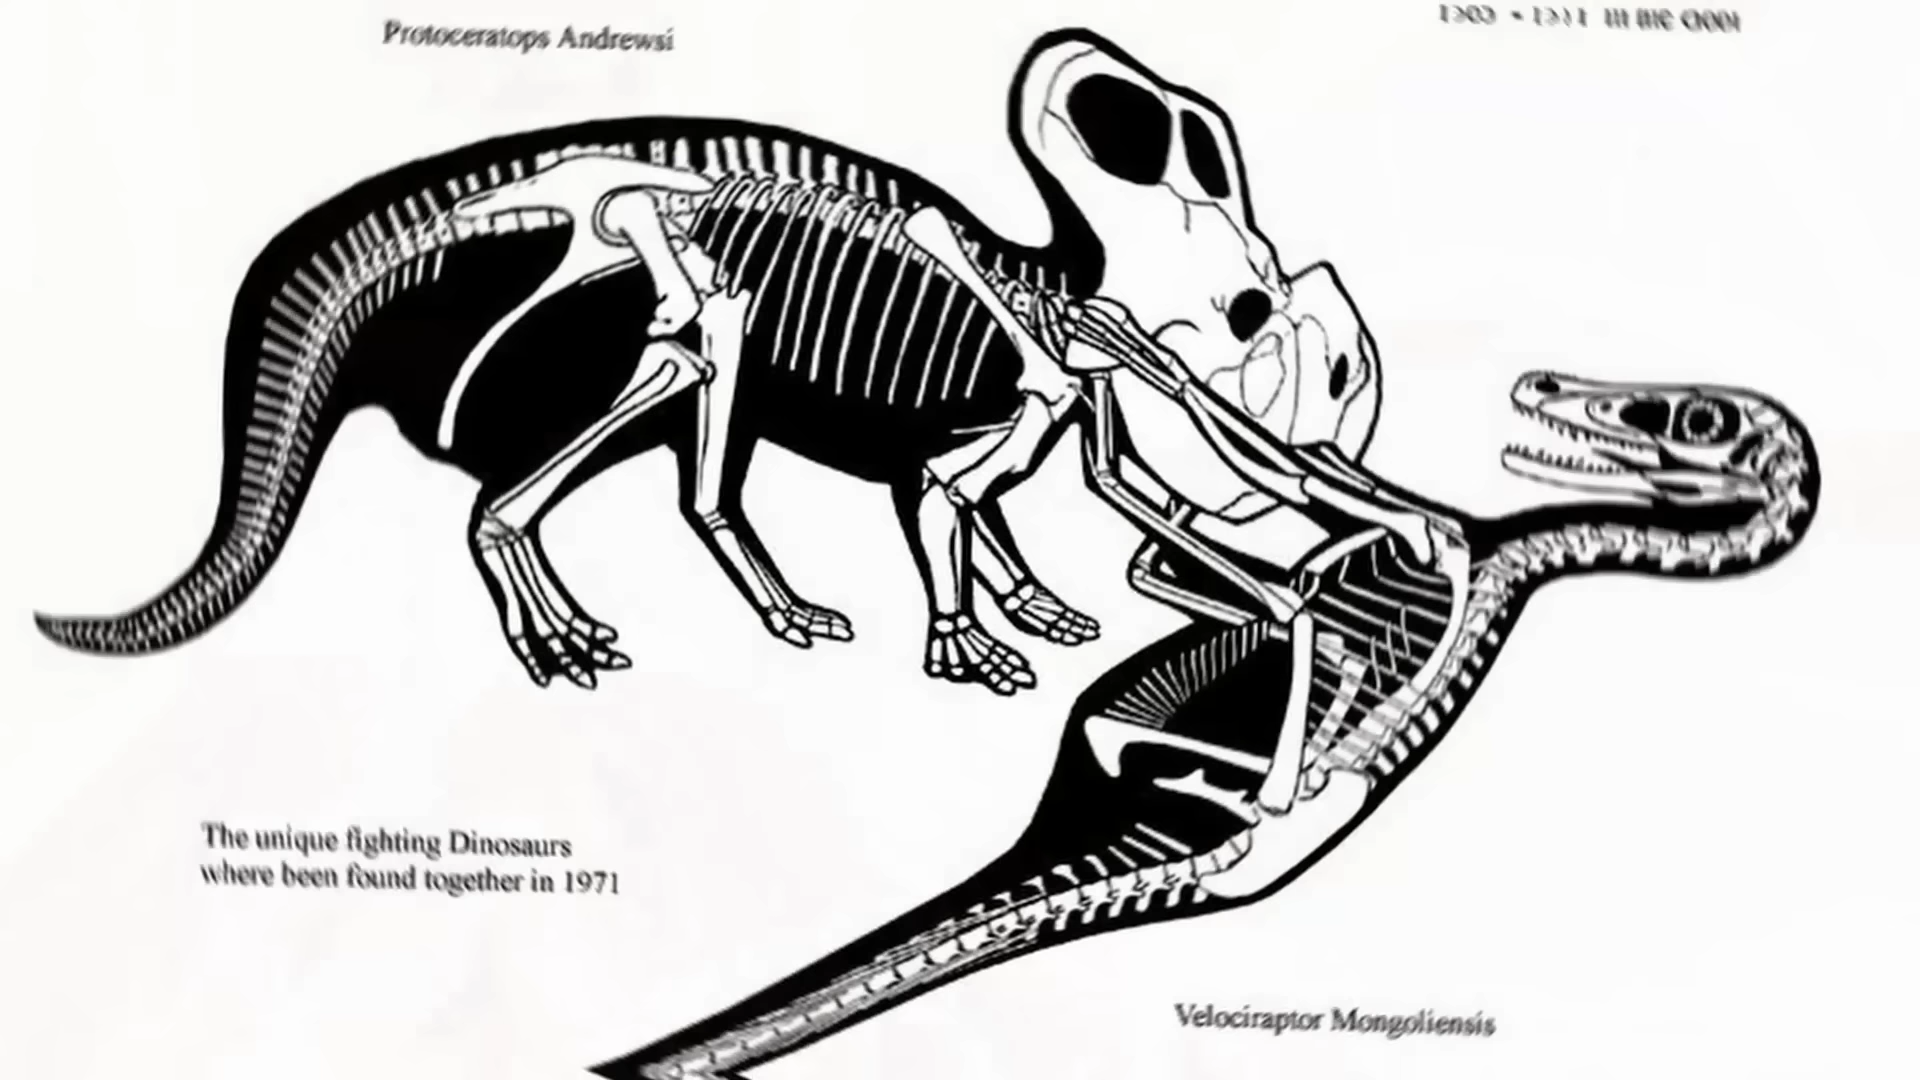 Protoceratops Andrewsi
The unique fighting Dinosaurs
where been found together in 1971
Velociraptor Mongoliensis